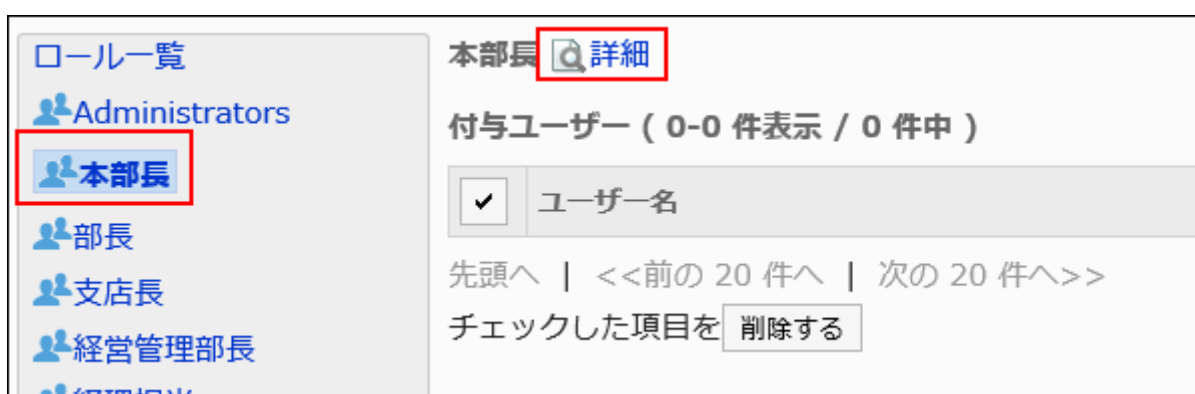 ロール一覧
Administrators
本部長
部長
支店長
経営管理部長
本部長 詳細
付与ユーザー ( 0-0 件表示 / 0 件中 )
ユーザー名
先頭へ | <<前の 20 件へ | 次の 20 件へ>>
チェックした項目を 削除する